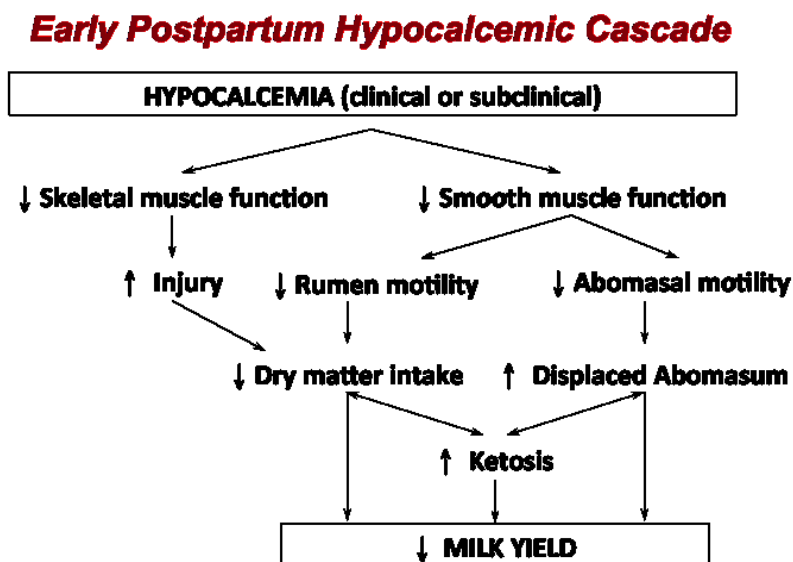 Early Postpartum Hypocalcemic Cascade
HYPOCALCEMIA (clinical or subclinical)
↓ Skeletal muscle function ↓ Smooth muscle function
↑ Injury ↓ Rumen motility ↓ Abomasal motility
↓ Dry matter intake ↑ Displaced Abomasum
↑ Ketosis
↓ MILK YIELD